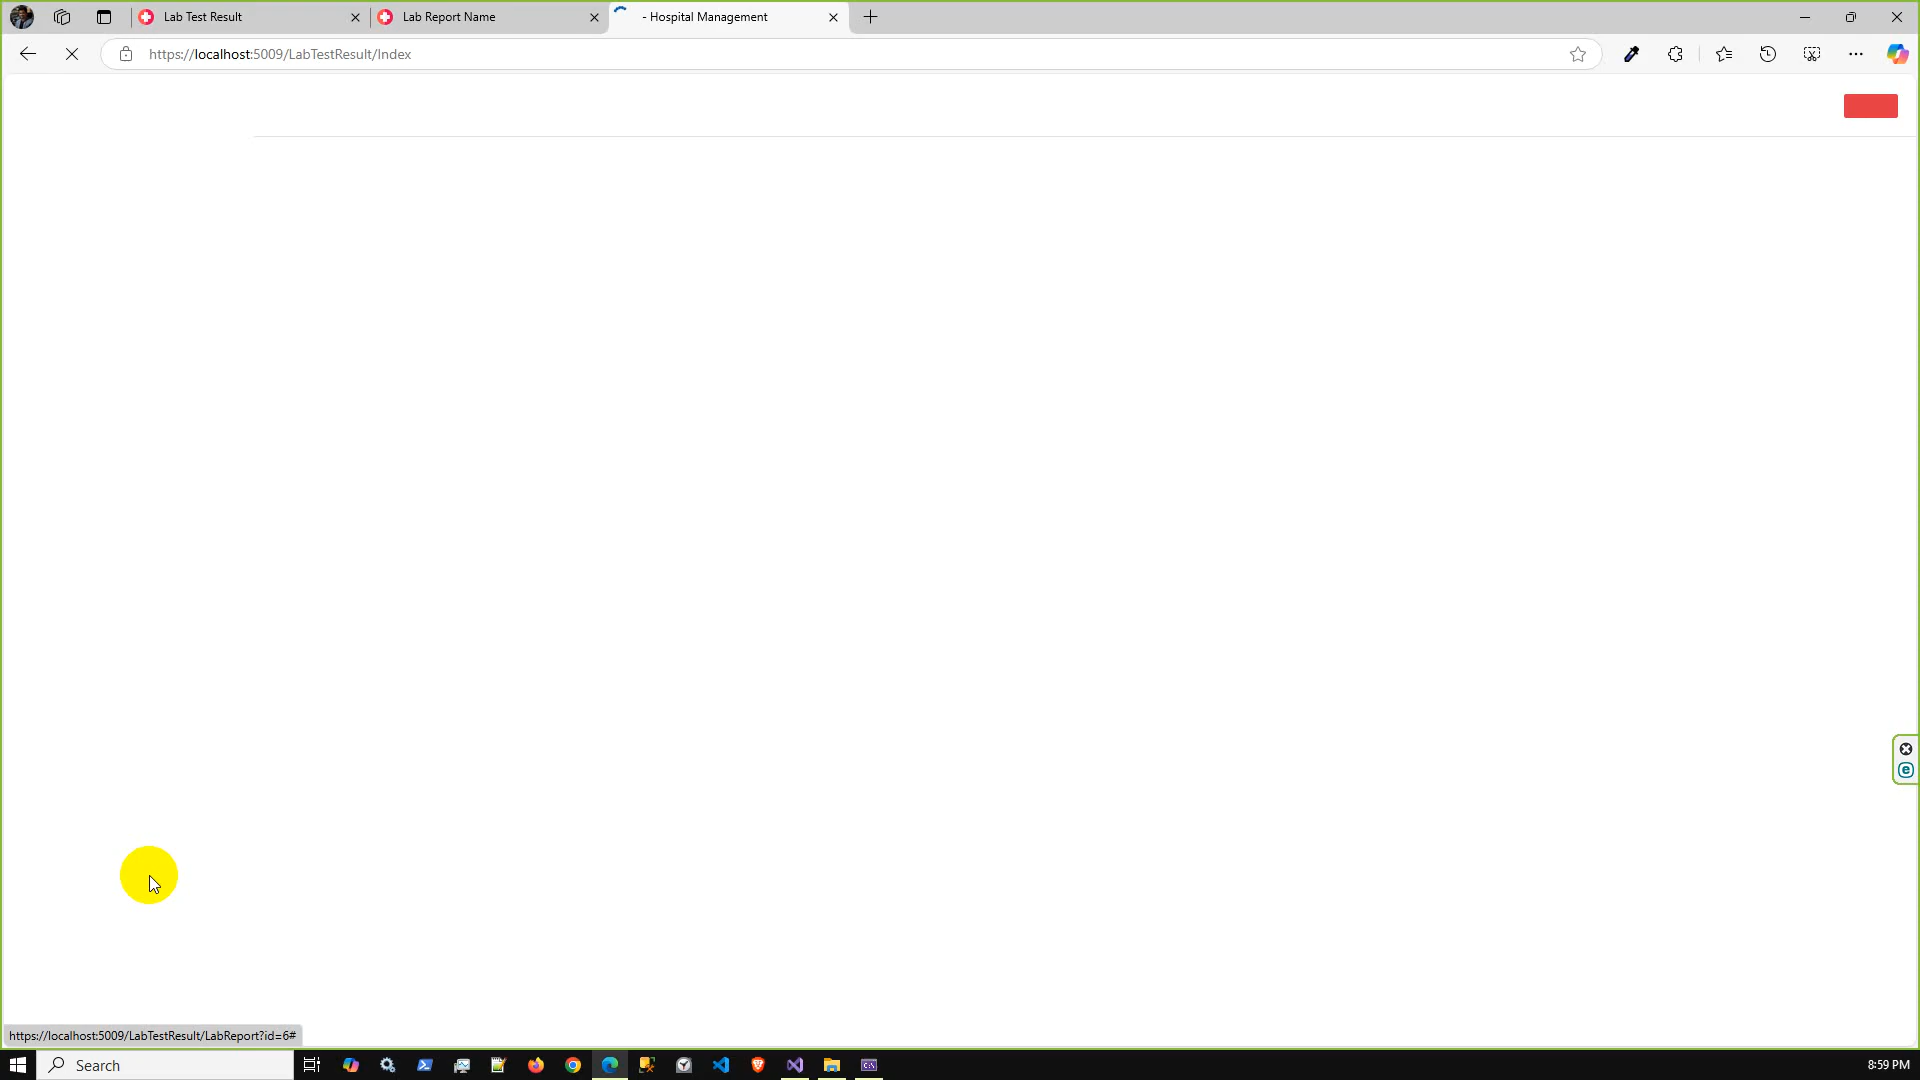 Lab Test Result
Lab Report Name
- Hospital Management
https://localhost:5009/LabTestResult/Index
https://localhost:5009/LabTestResult/LabReport?id=6#
Search
8:59 PM